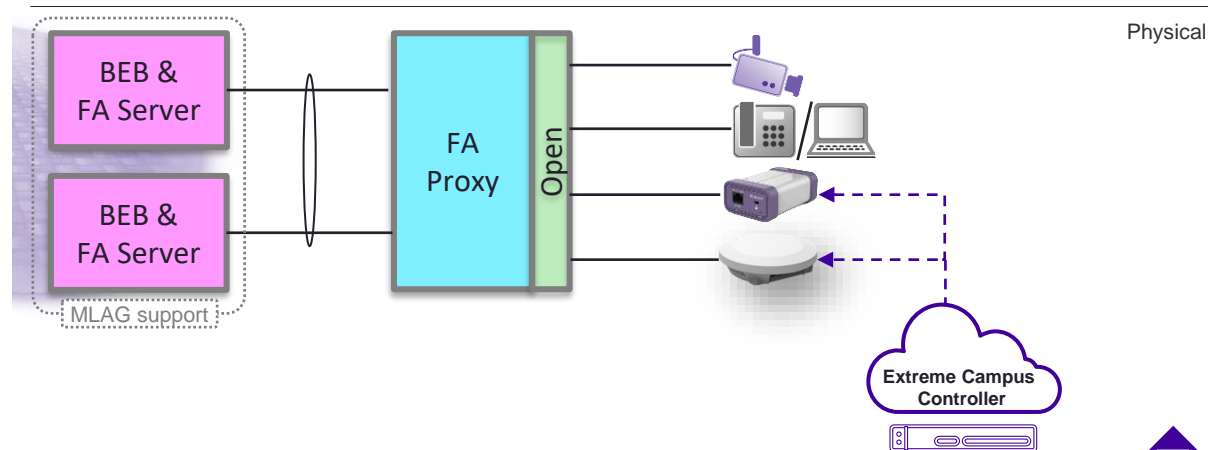 Physical
BEB &
FA Server
BEB &
FA Server
MLAG support
FA
Proxy
Open
Extreme Campus
Controller